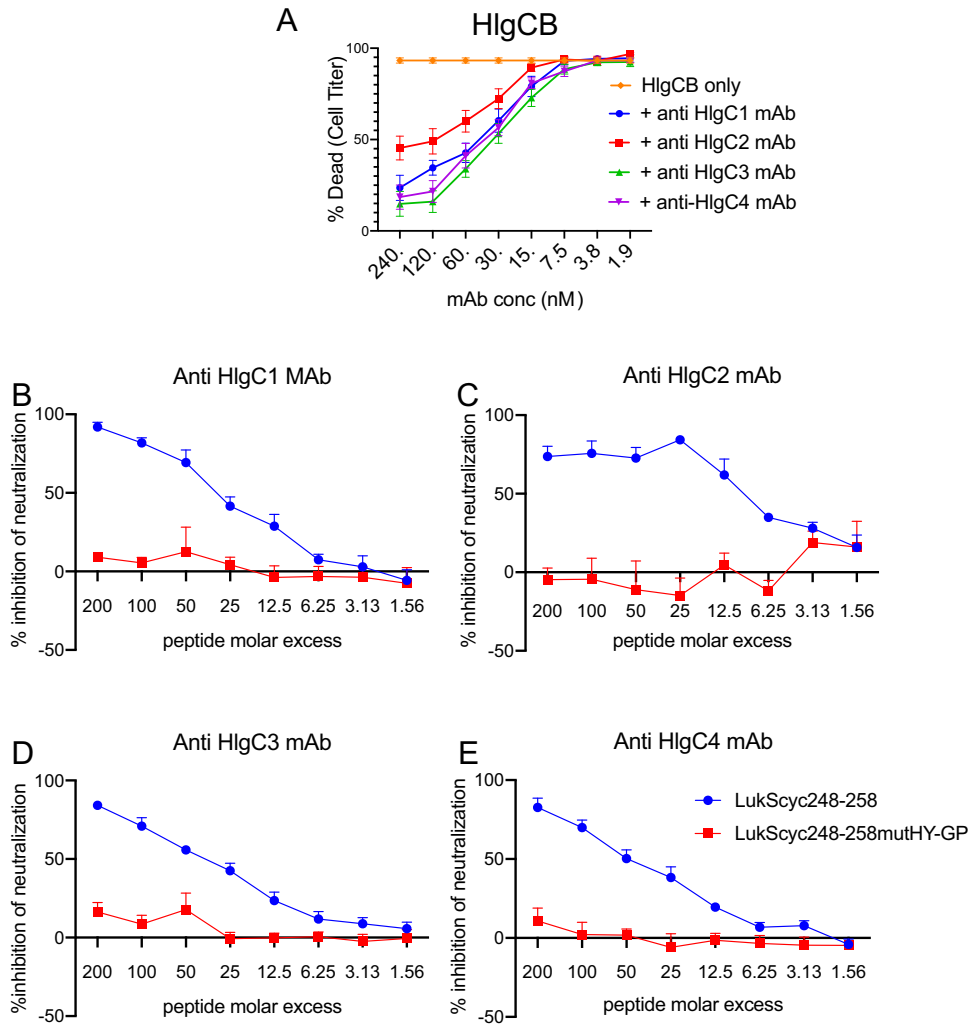 A
HlgCB
% Dead (Cell Titer)
100
50
0
240.
120.
60.
30.
15.
7.5
3.8
1.9
mAb conc (nM)
HlgCB only
+ anti HlgC1 mAb
+ anti HlgC2 mAb
+ anti HlgC3 mAb
+ anti-HlgC4 mAb
B
Anti HlgC1 MAb
% inhibition of neutralization
100
50
0
-50
200 100 50 25 12.5 6.25 3.13 1.56
peptide molar excess
C
Anti HlgC2 mAb
% inhibition of neutralization
100
50
0
-50
200 100 50 25 12.5 6.25 3.13 1.56
peptide molar excess
D
Anti HlgC3 mAb
%inhibition of neutralization
100
50
0
-50
200 100 50 25 12.5 6.25 3.13 1.56
peptide molar excess
E
Anti HlgC4 mAb
% inhibition of neutralization
100
50
0
-50
200 100 50 25 12.5 6.25 3.13 1.56
peptide molar excess
LukScyc248-258
LukScyc248-258mutHY-GP